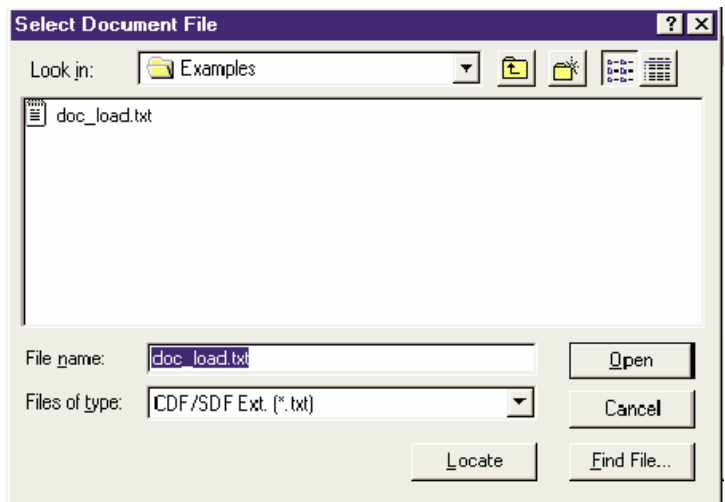 Select Document File
Look in: Examples
doc_load.txt
File name: doc_load.txt Open
Files of type: CDF/SDF Ext. (*.txt) Cancel
Locate Find File...